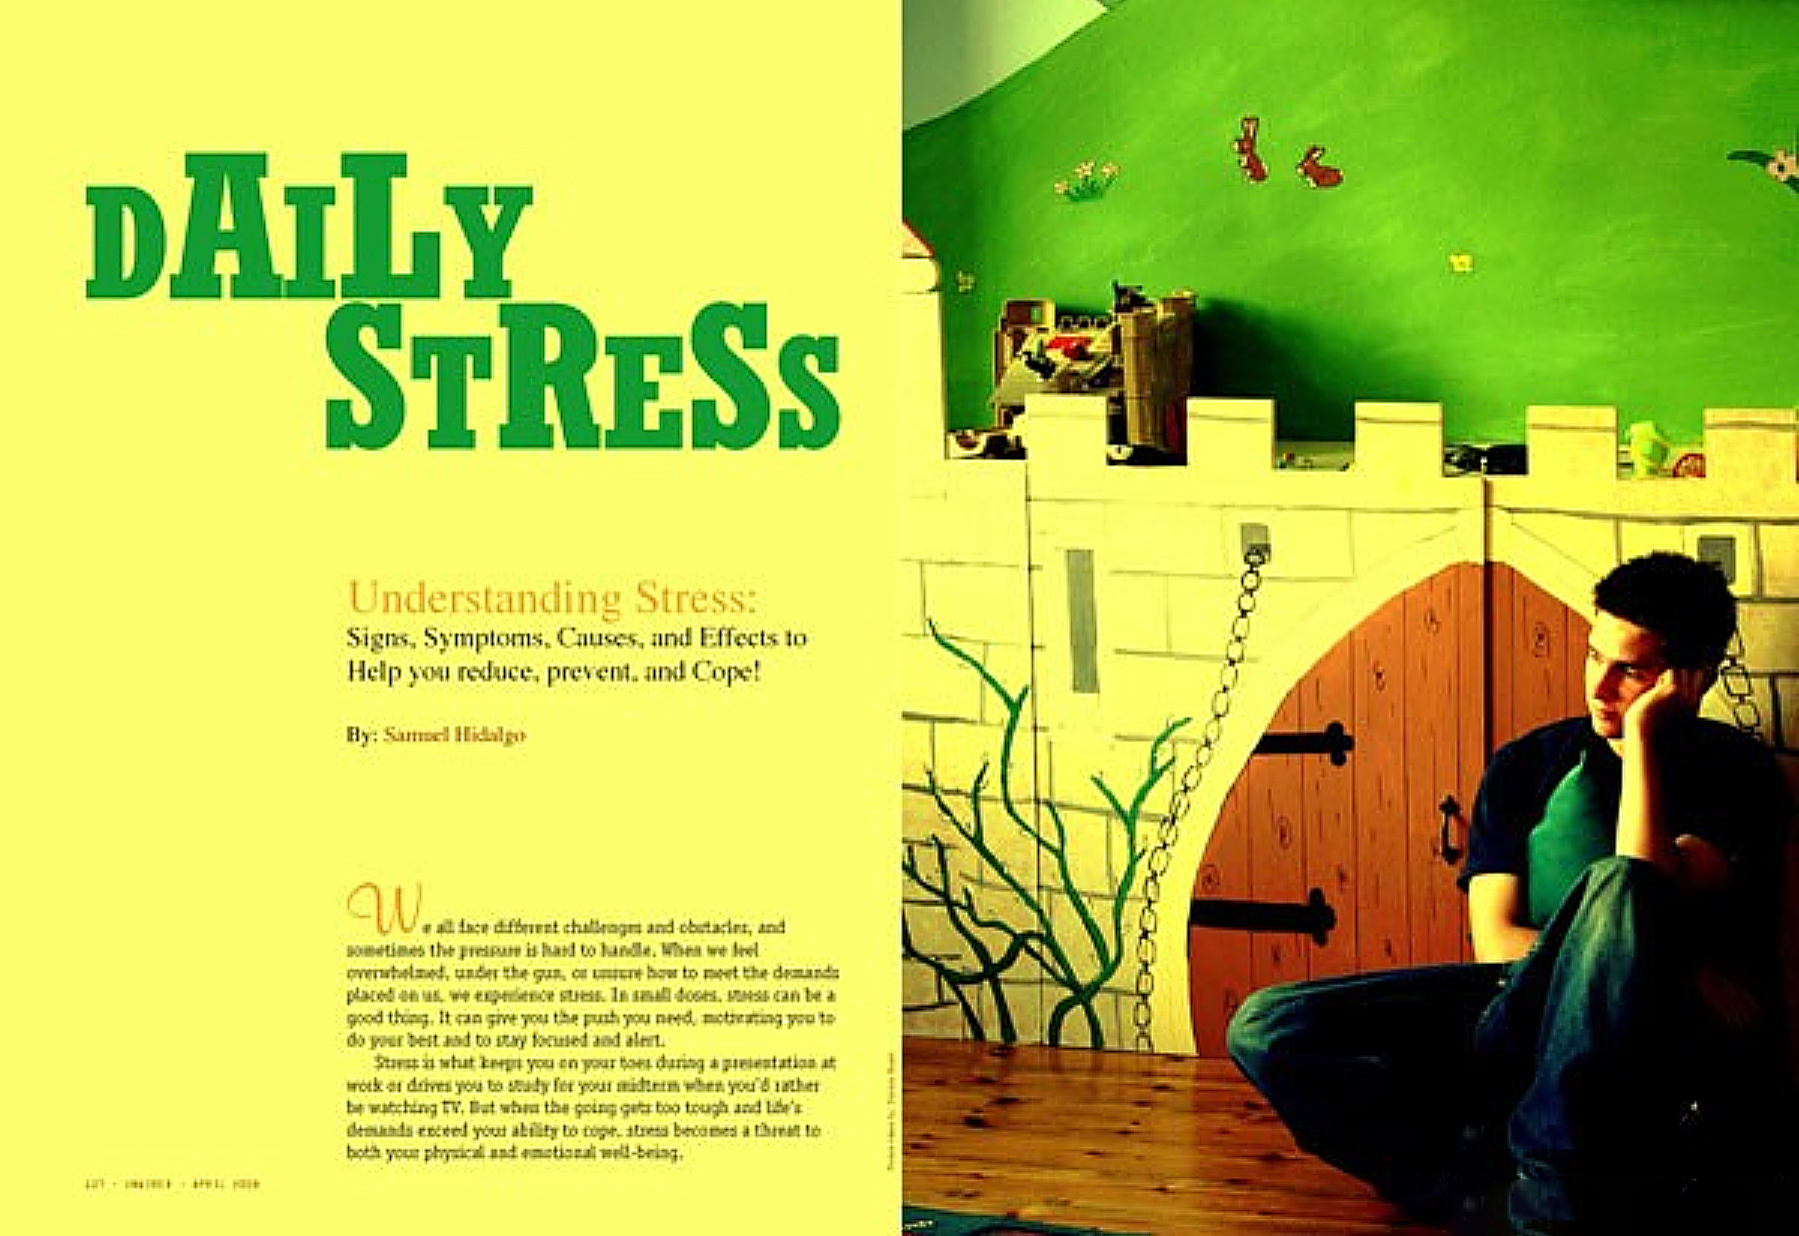 DAILY
STRESS
Understanding Stress:
Signs, Symptoms, Causes, and Effects to
Help you reduce, prevent, and Cope!
By: Samuel Hidalgo
We all face different challenges and obstacles, and
sometimes the pressure is hard to handle. When we feel
overwhelmed, under the gun, or unsure how to meet the demands
placed on us, we experience stress. In small doses, stress can be a
good thing. It can give you the push you need, motivating you to
do your best and to stay focused and alert.
Stress is what keeps you on your toes during a presentation at
work or drives you to study for your midterm when you'd rather
be watching TV. But when the going gets too tough and life's
demands exceed your ability to cope, stress becomes a threat to
both your physical and emotional well-being.
APRIL